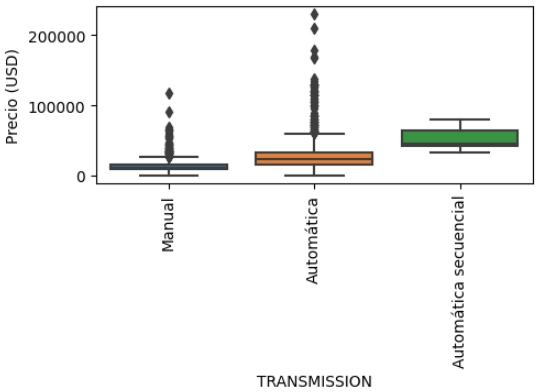 Precio (USD)
200000
100000
0
Manual
Automática
Automática secuencial
TRANSMISSION